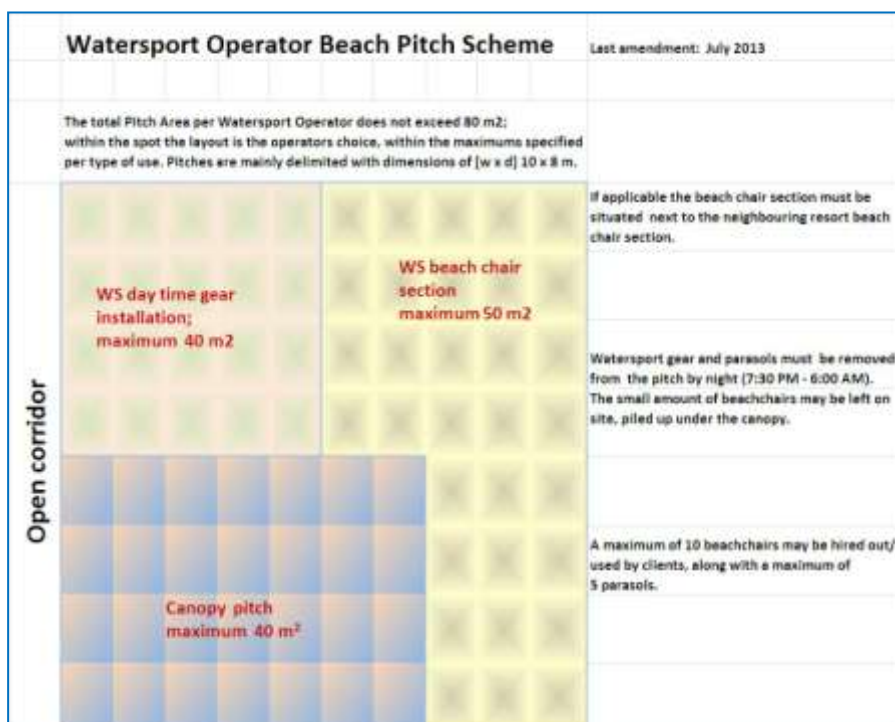 Watersport Operator Beach Pitch Scheme
Last amendment: July 2013
The total Pitch Area per Watersport Operator does not exceed 80 m2;
within the spot the layout is the operators choice, within the maximums specified
per type of use. Pitches are mainly delimited with dimensions of [w x d] 10 x 8 m.
If applicable the beach chair section must be
situated next to the neighbouring resort beach
chair section.
WS day time gear
installation;
maximum 40 m2
WS beach chair
section
maximum 50 m2
Watersport gear and parasols must be removed
from the pitch by night (7:30 PM - 6:00 AM).
The small amount of beachchairs may be left on
site, piled up under the canopy.
Open corridor
A maximum of 10 beachchairs may be hired out/
used by clients, along with a maximum of
5 parasols.
Canopy pitch
maximum 40 m²